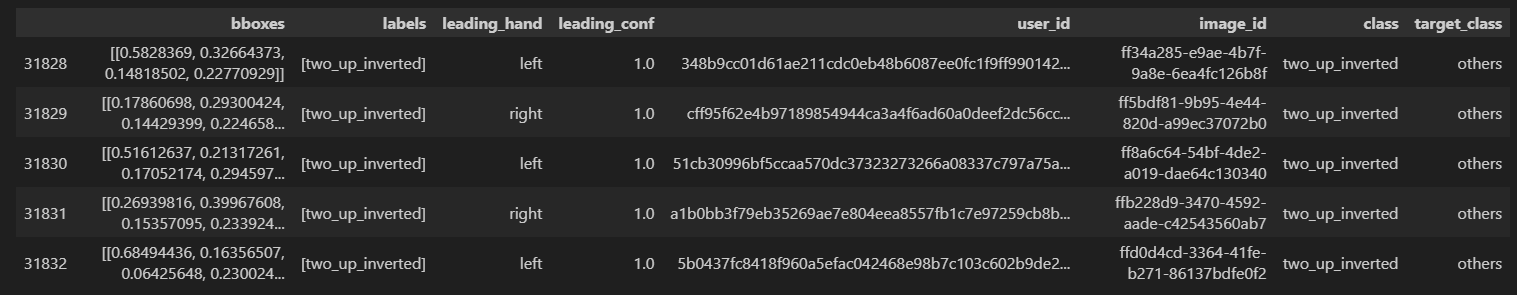 bboxes labels leading_hand leading_conf user_id image_id class target_class
31828 [[0.5828369, 0.32664373, 0.14818502, 0.22770929]] [two_up_inverted] left 1.0 348b9cc01d61ae211cdc0eb48b6087ee0fc1f9ff990142... ff34a285-e9ae-4b7f-9a8e-6ea4fc126b8f two_up_inverted others
31829 [[0.17860698, 0.29300424, 0.14429399, 0.224658... [two_up_inverted] right 1.0 cff95f62e4b97189854944ca3a4f6ad60a0deef2dc56cc... ff5bdf81-9b95-4e44-820d-a99ec37072b0 two_up_inverted others
31830 [[0.51612637, 0.21317261, 0.17052174, 0.294597... [two_up_inverted] left 1.0 51cb30996bf5ccaa570dc37323273266a08337c797a75a... ff8a6c64-54bf-4de2-a019-dae64c130340 two_up_inverted others
31831 [[0.26939816, 0.39967608, 0.15357095, 0.233924... [two_up_inverted] right 1.0 a1b0bb3f79eb35269ae7e804eea8557fb1c7e97259cb8b... ffb228d9-3470-4592-aade-c42543560ab7 two_up_inverted others
31832 [[0.68494436, 0.16356507, 0.06425648, 0.230024... [two_up_inverted] left 1.0 5b0437fc8418f960a5efac042468e98b7c103c602b9de2... ffd0d4cd-3364-41fe-b271-86137bdfe0f2 two_up_inverted others